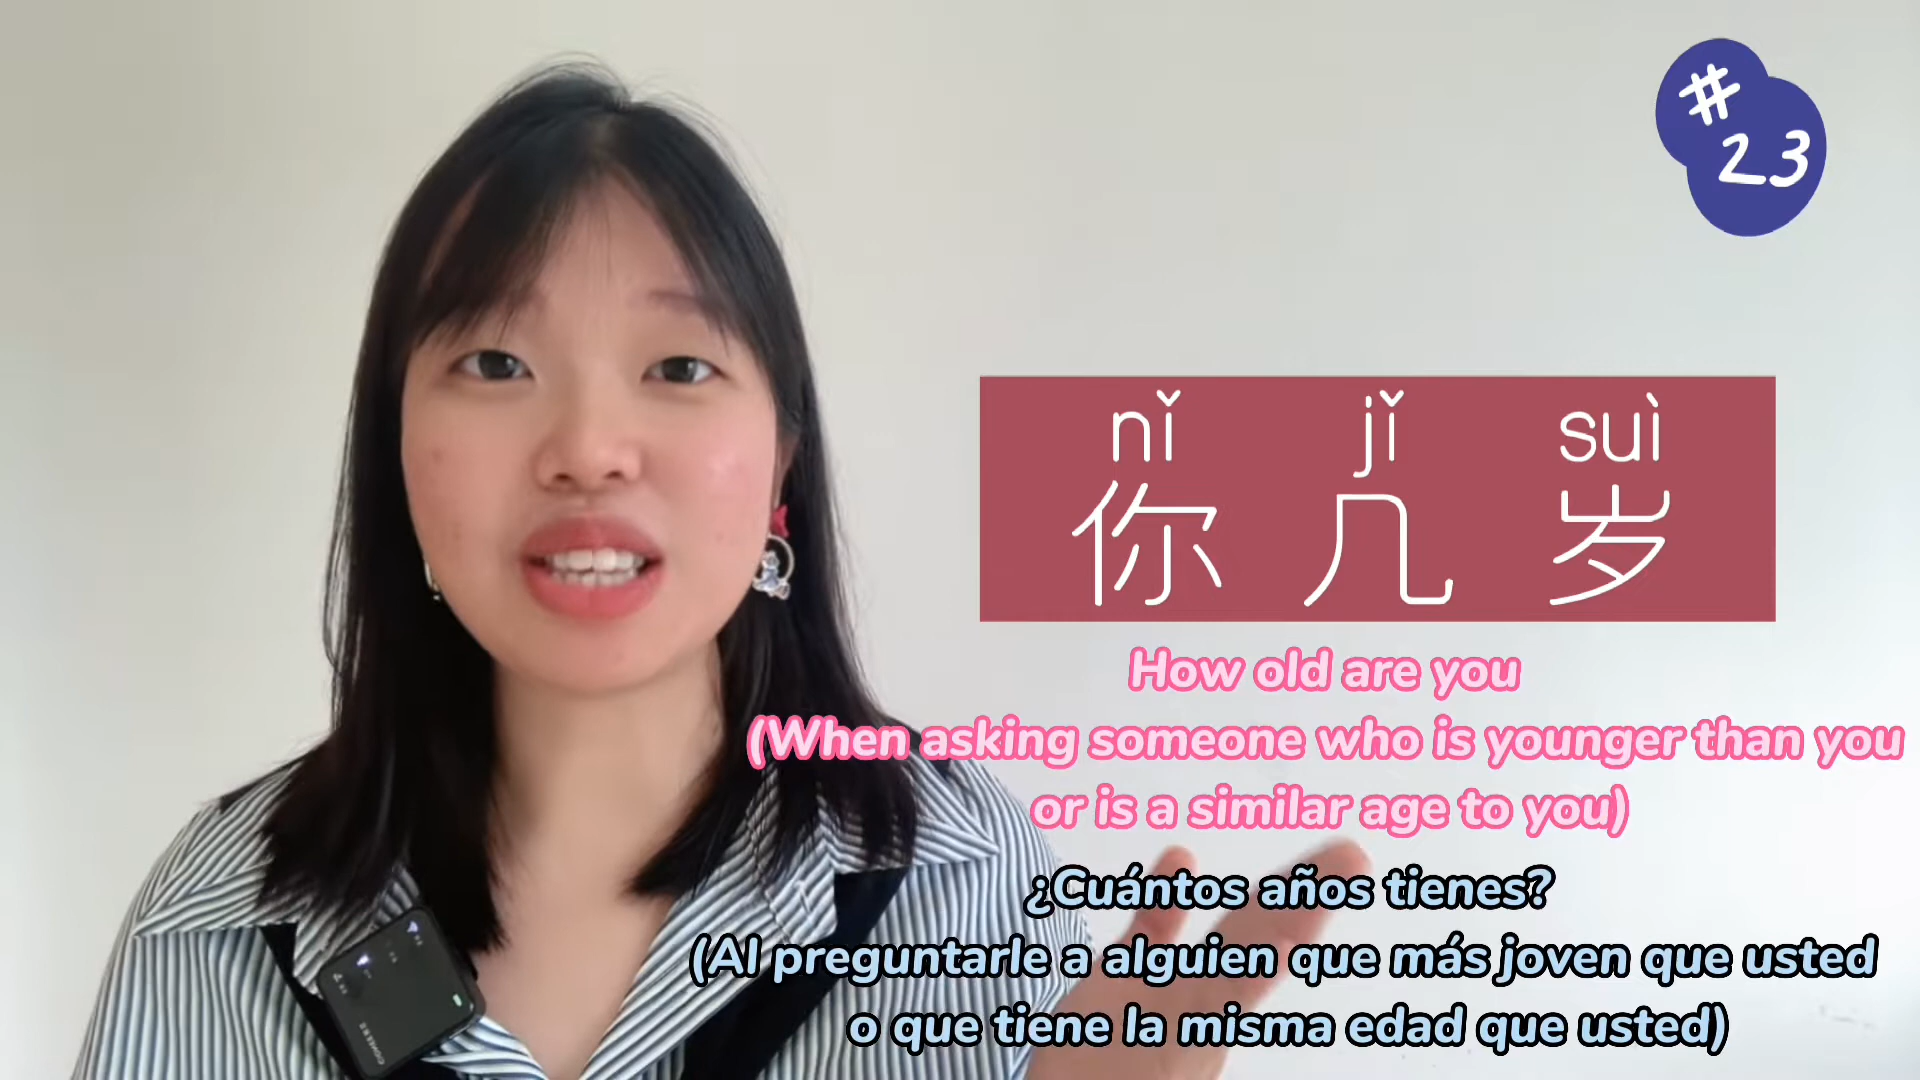 #
23
nǐ jǐ suì
你 几 岁
How old are you
(When asking someone who is younger than you
or is a similar age to you)
¿Cuántos años tienes?
(Al preguntarle a alguien que más joven que usted
o que tiene la misma edad que usted)